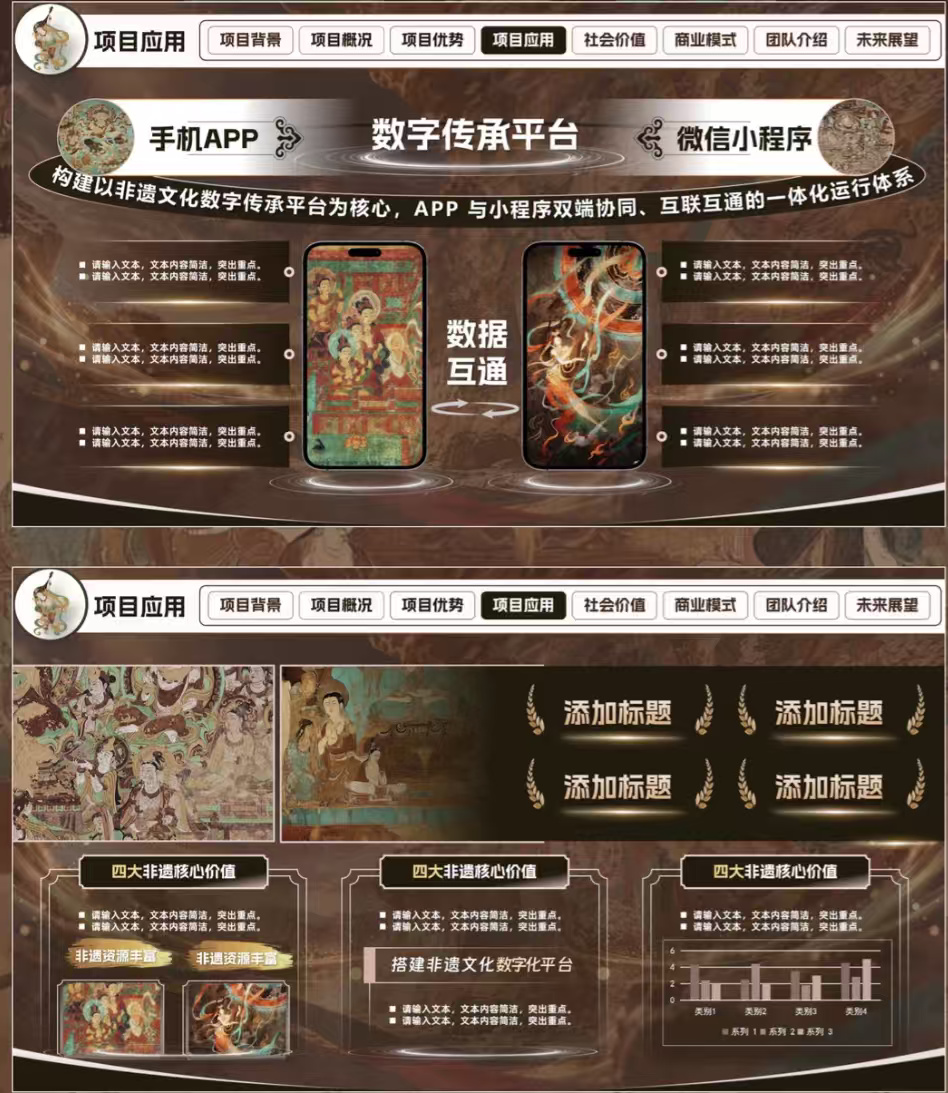 项目应用
项目背景
项目概况
项目优势
项目应用
社会价值
商业模式
团队介绍
未来展望
手机APP
数字传承平台
微信小程序
构建以非遗文化数字传承平台为核心，APP 与小程序双端协同、互联互通的一体化运行体系
■ 请输入文本，文本内容简洁，突出重点。
■ 请输入文本，文本内容简洁，突出重点。
■ 请输入文本，文本内容简洁，突出重点。
■ 请输入文本，文本内容简洁，突出重点。
■ 请输入文本，文本内容简洁，突出重点。
■ 请输入文本，文本内容简洁，突出重点。
数据
互通
■ 请输入文本，文本内容简洁，突出重点。
■ 请输入文本，文本内容简洁，突出重点。
■ 请输入文本，文本内容简洁，突出重点。
■ 请输入文本，文本内容简洁，突出重点。
■ 请输入文本，文本内容简洁，突出重点。
■ 请输入文本，文本内容简洁，突出重点。
项目应用
项目背景
项目概况
项目优势
项目应用
社会价值
商业模式
团队介绍
未来展望
添加标题
添加标题
添加标题
添加标题
四大非遗核心价值
■ 请输入文本，文本内容简洁，突出重点。
■ 请输入文本，文本内容简洁，突出重点。
非遗资源丰富
非遗资源丰富
四大非遗核心价值
■ 请输入文本，文本内容简洁，突出重点。
■ 请输入文本，文本内容简洁，突出重点。
搭建非遗文化数字化平台
■ 请输入文本，文本内容简洁，突出重点。
■ 请输入文本，文本内容简洁，突出重点。
四大非遗核心价值
■ 请输入文本，文本内容简洁，突出重点。
■ 请输入文本，文本内容简洁，突出重点。
6
4
2
0
类别1
类别2
类别3
类别4
系列 1
系列 2
系列 3